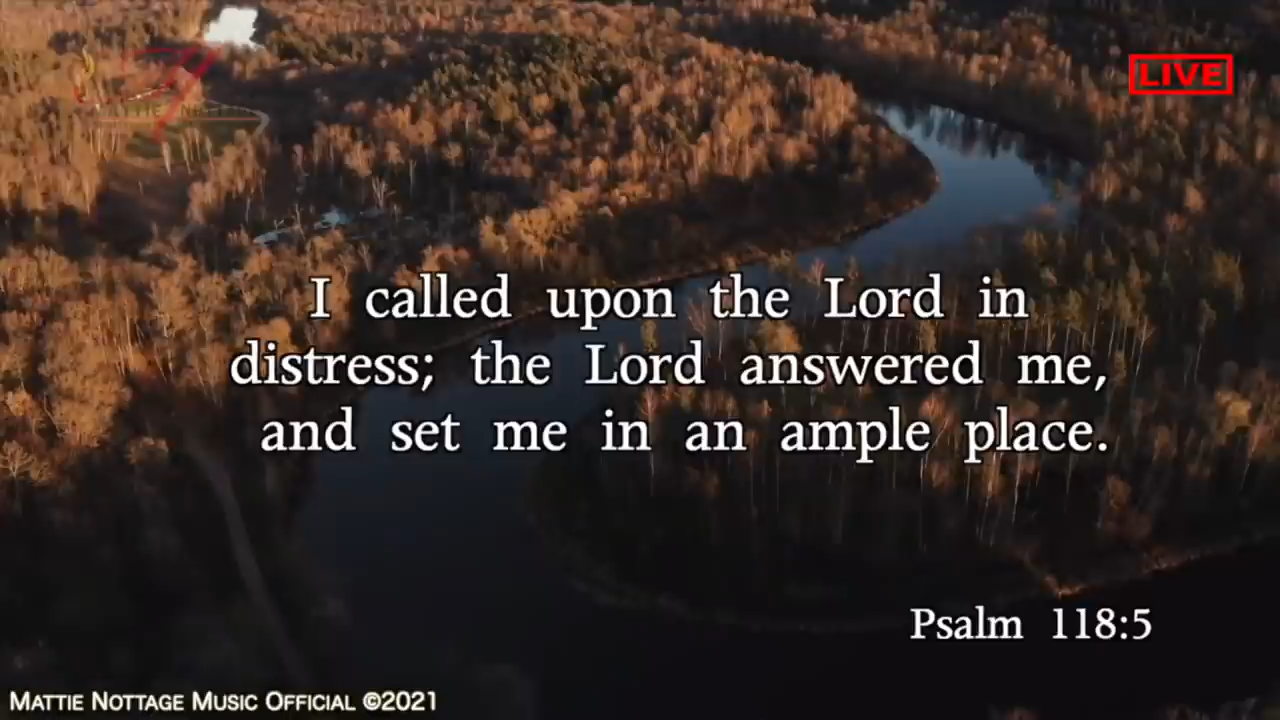 LIVE
I called upon the Lord in
distress; the Lord answered me,
and set me in an ample place.
Psalm 118:5
MATTIE NOTTAGE MUSIC OFFICIAL ©2021